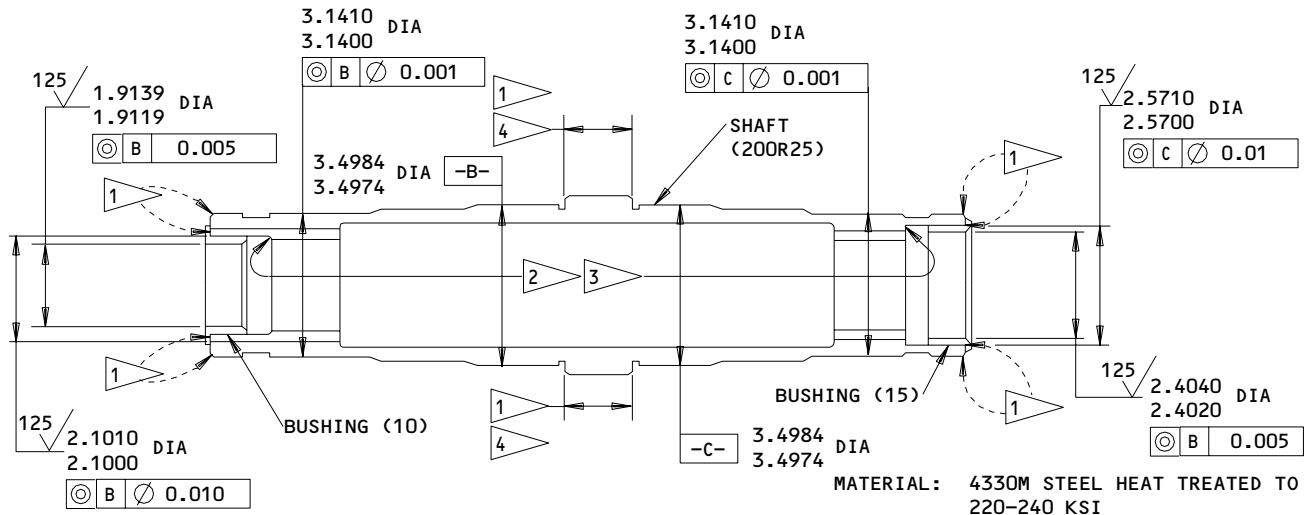 3.1410
3.1400 DIA
◎ B ∅ 0.001
3.1410
3.1400 DIA
◎ C ∅ 0.001
125
1.9139
1.9119 DIA
◎ B 0.005
1
4
SHAFT
(200R25)
125
2.5710
2.5700 DIA
◎ C ∅ 0.01
3.4984
3.4974 DIA
-B-
1
1
2
3
1
1
BUSHING (10)
1
4
BUSHING (15)
125
2.4040
2.4020 DIA
◎ B 0.005
125
2.1010
2.1000 DIA
◎ B ∅ 0.010
-C-
3.4984
3.4974 DIA
MATERIAL: 4330M STEEL HEAT TREATED TO
220-240 KSI